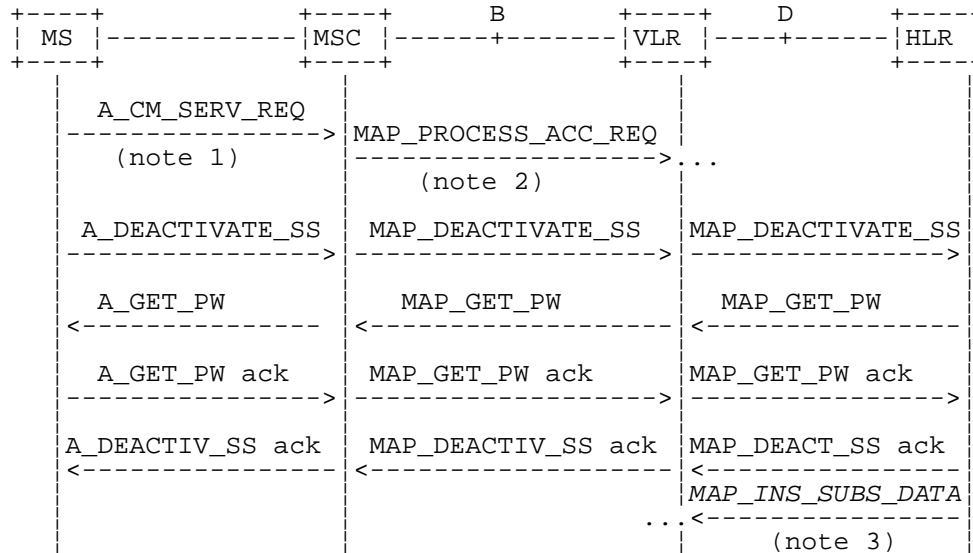 B D
MS MSC VLR HLR
A_CM_SERV_REQ
MAP_PROCESS_ACC_REQ
(note 1) ...
(note 2)
A_DEACTIVATE_SS MAP_DEACTIVATE_SS MAP_DEACTIVATE_SS
A_GET_PW MAP_GET_PW MAP_GET_PW
A_GET_PW ack MAP_GET_PW ack MAP_GET_PW ack
A_DEACTIV_SS ack MAP_DEACTIV_SS ack MAP_DEACT_SS ack
MAP_INS_SUBS_DATA
...
(note 3)